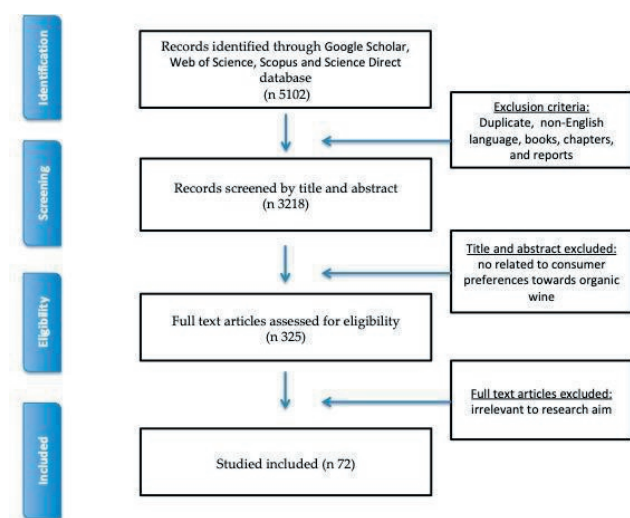 Identification
Records identified through Google Scholar,
Web of Science, Scopus and Science Direct
database
(n 5102)
Exclusion criteria:
Duplicate, non-English
language, books, chapters,
and reports
Screening
Records screened by title and abstract
(n 3218)
Title and abstract excluded:
no related to consumer
preferences towards organic
wine
Eligibility
Full text articles assessed for eligibility
(n 325)
Full text articles excluded:
irrelevant to research aim
Included
Studied included (n 72)